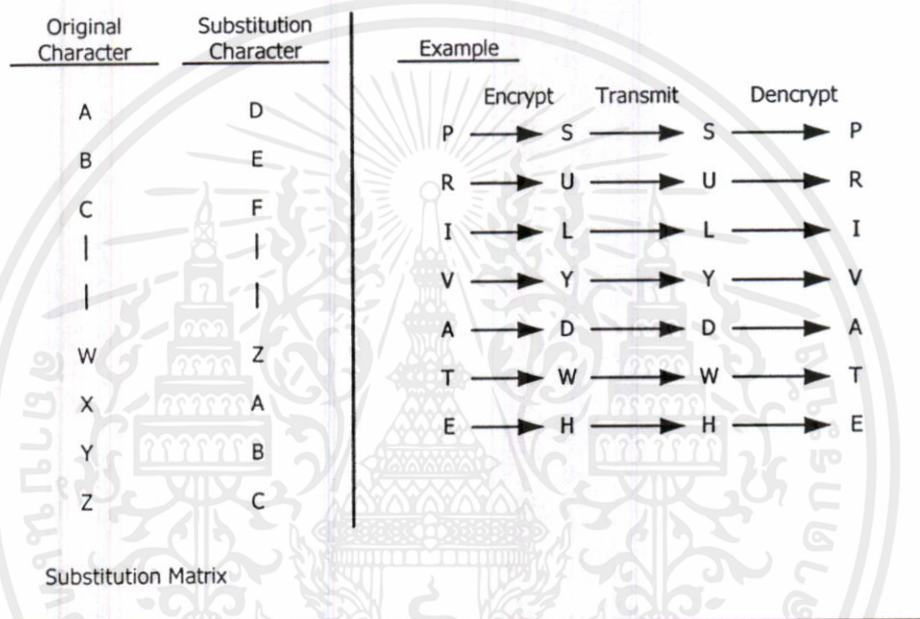 Original Character
Substitution Character
A D
B E
C F
| |
| |
W Z
X A
Y B
Z C
Substitution Matrix
Example
Encrypt Transmit Dencrypt
P S S P
R U U R
I L L I
V Y Y V
A D D A
T W W T
E H H E